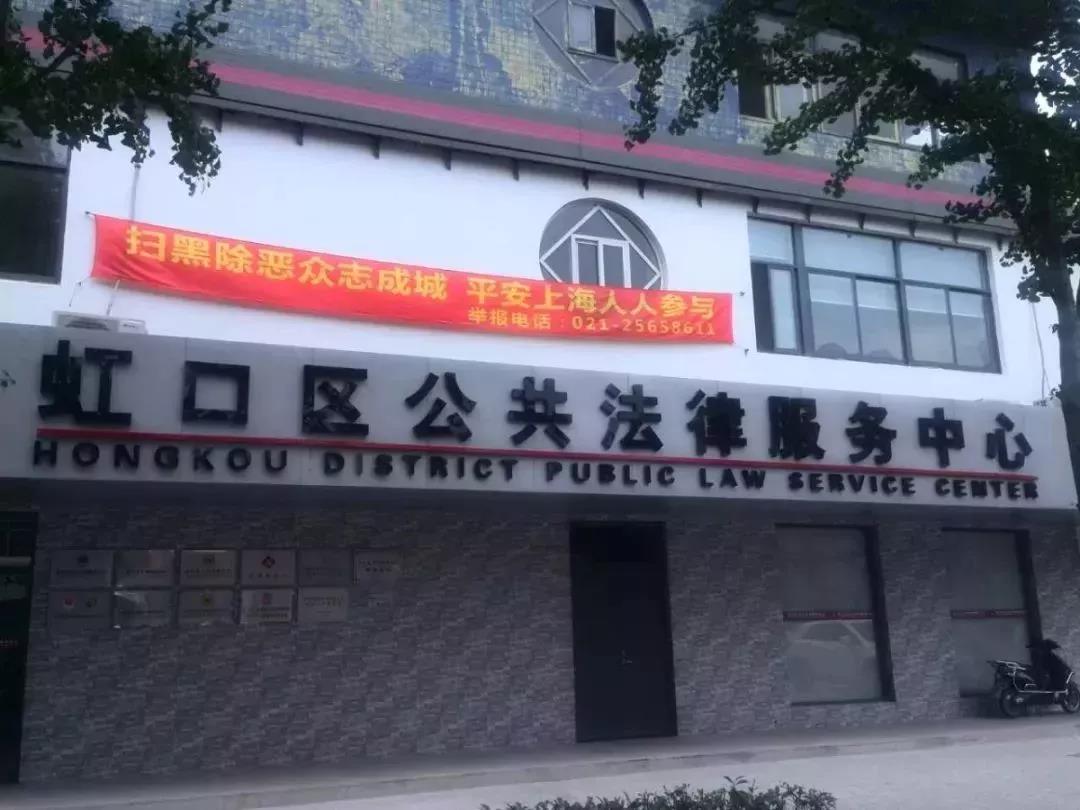 扫黑除恶众志成城 平安上海人人参与
举报电话：021-25658611
虹口区公共法律服务中心
HONGKOU DISTRICT PUBLIC LAW SERVICE CENTER